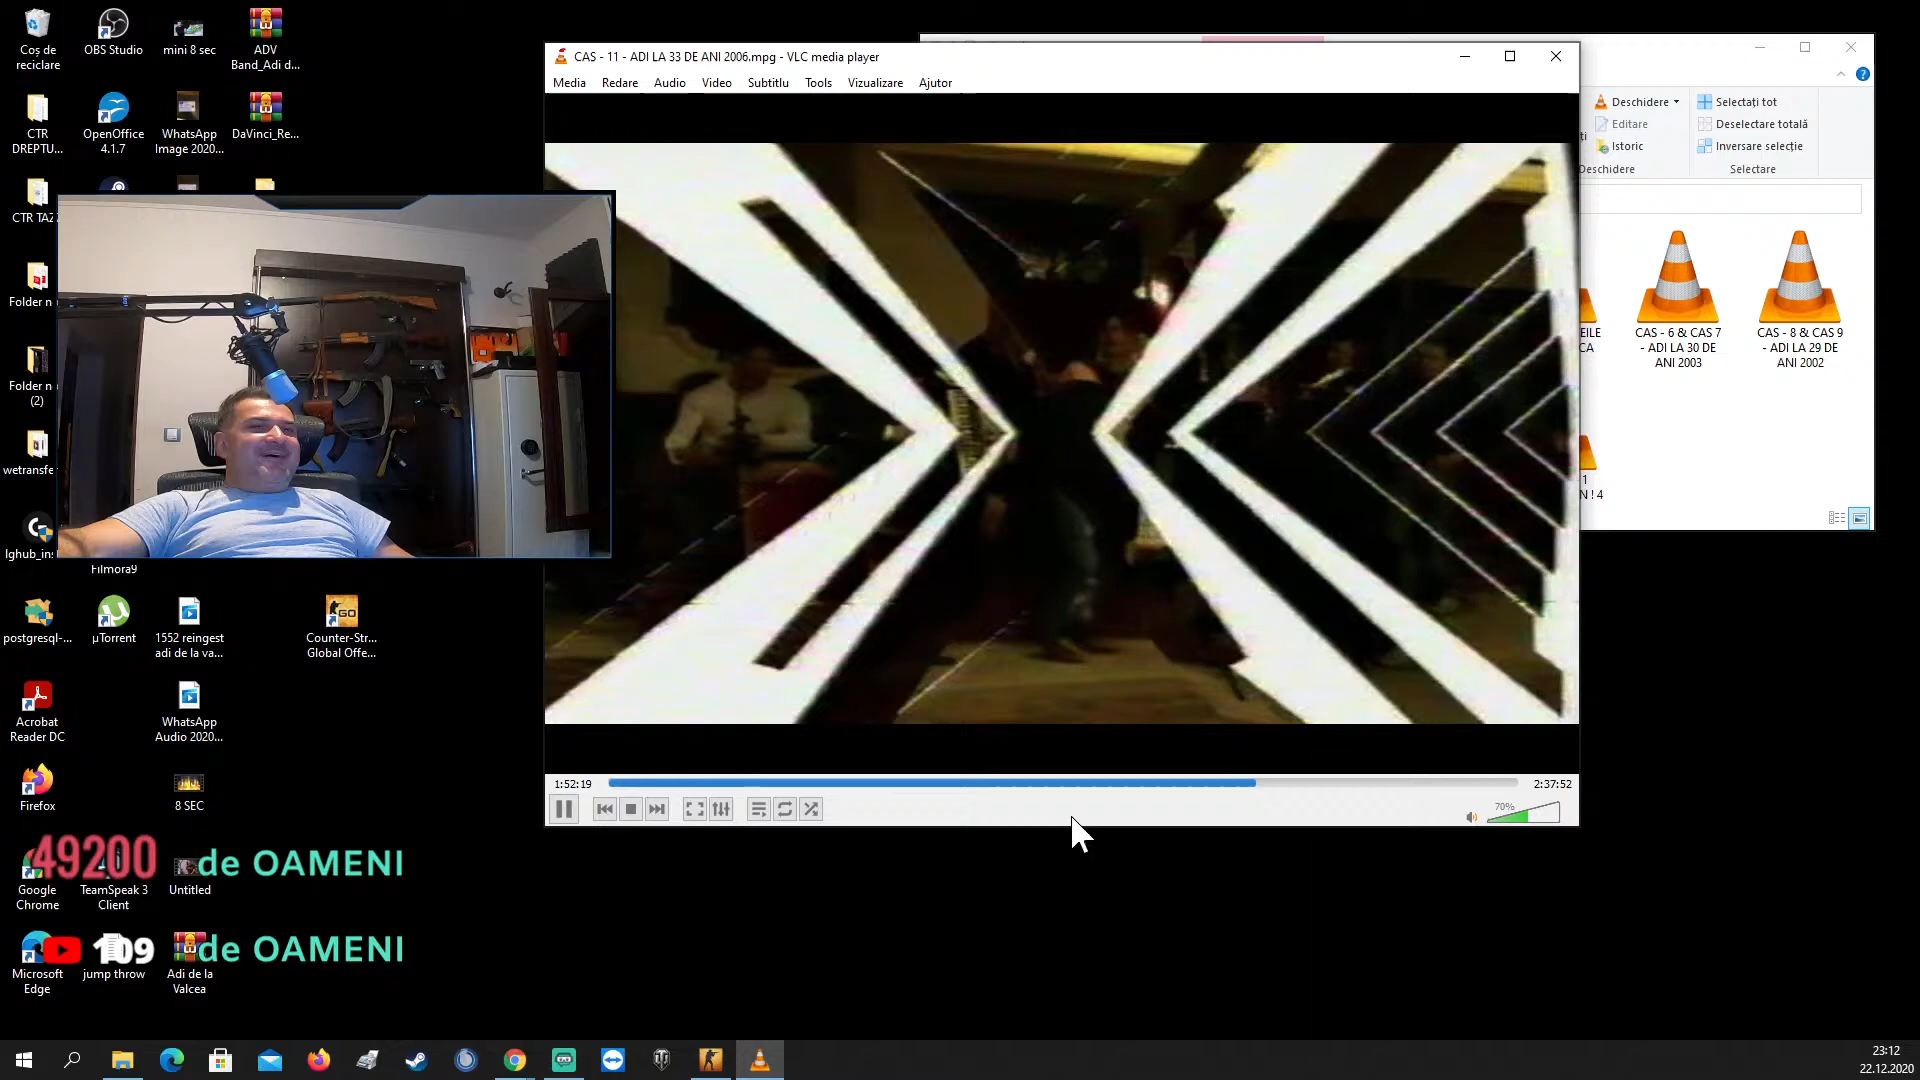 Coș de
reciclare
OBS Studio
mini 8 sec
ADV
Band_Adi d...
CTR
DREPTU...
OpenOffice
4.1.7
WhatsApp
Image 2020...
DaVinci_Re...
CTR TAZ
Folder n
Folder n
(2)
wetransfe
lghub_ins
Filmora9
postgresql-...
µTorrent
1552 reingest
adi de la va...
Counter-Str...
Global Offe...
Acrobat
Reader DC
WhatsApp
Audio 2020...
Firefox
8 SEC
49200
de OAMENI
Google
Chrome
TeamSpeak 3
Client
Untitled
109
de OAMENI
Microsoft
Edge
jump throw
Adi de la
Valcea
CAS - 11 - ADI LA 33 DE ANI 2006.mpg - VLC media player
Media Redare Audio Video Subtitlu Tools Vizualizare Ajutor
1:52:19
2:37:52
70%
Deschidere
Editare
Istoric
Deschidere
Selectați tot
Deselectare totală
Inversare selecție
Selectare
CAS - 6 & CAS 7
- ADI LA 30 DE
ANI 2003
CAS - 8 & CAS 9
- ADI LA 29 DE
ANI 2002
EILE
CA
1
N ! 4
23:12
22.12.2020